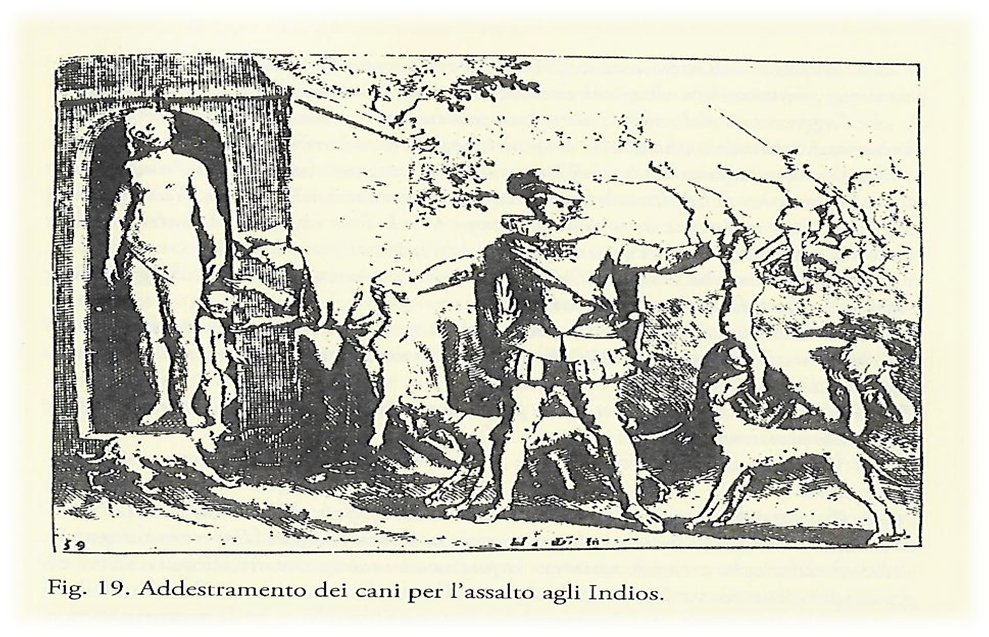 59
Fig. 19. Addestramento dei cani per l'assalto agli Indios.